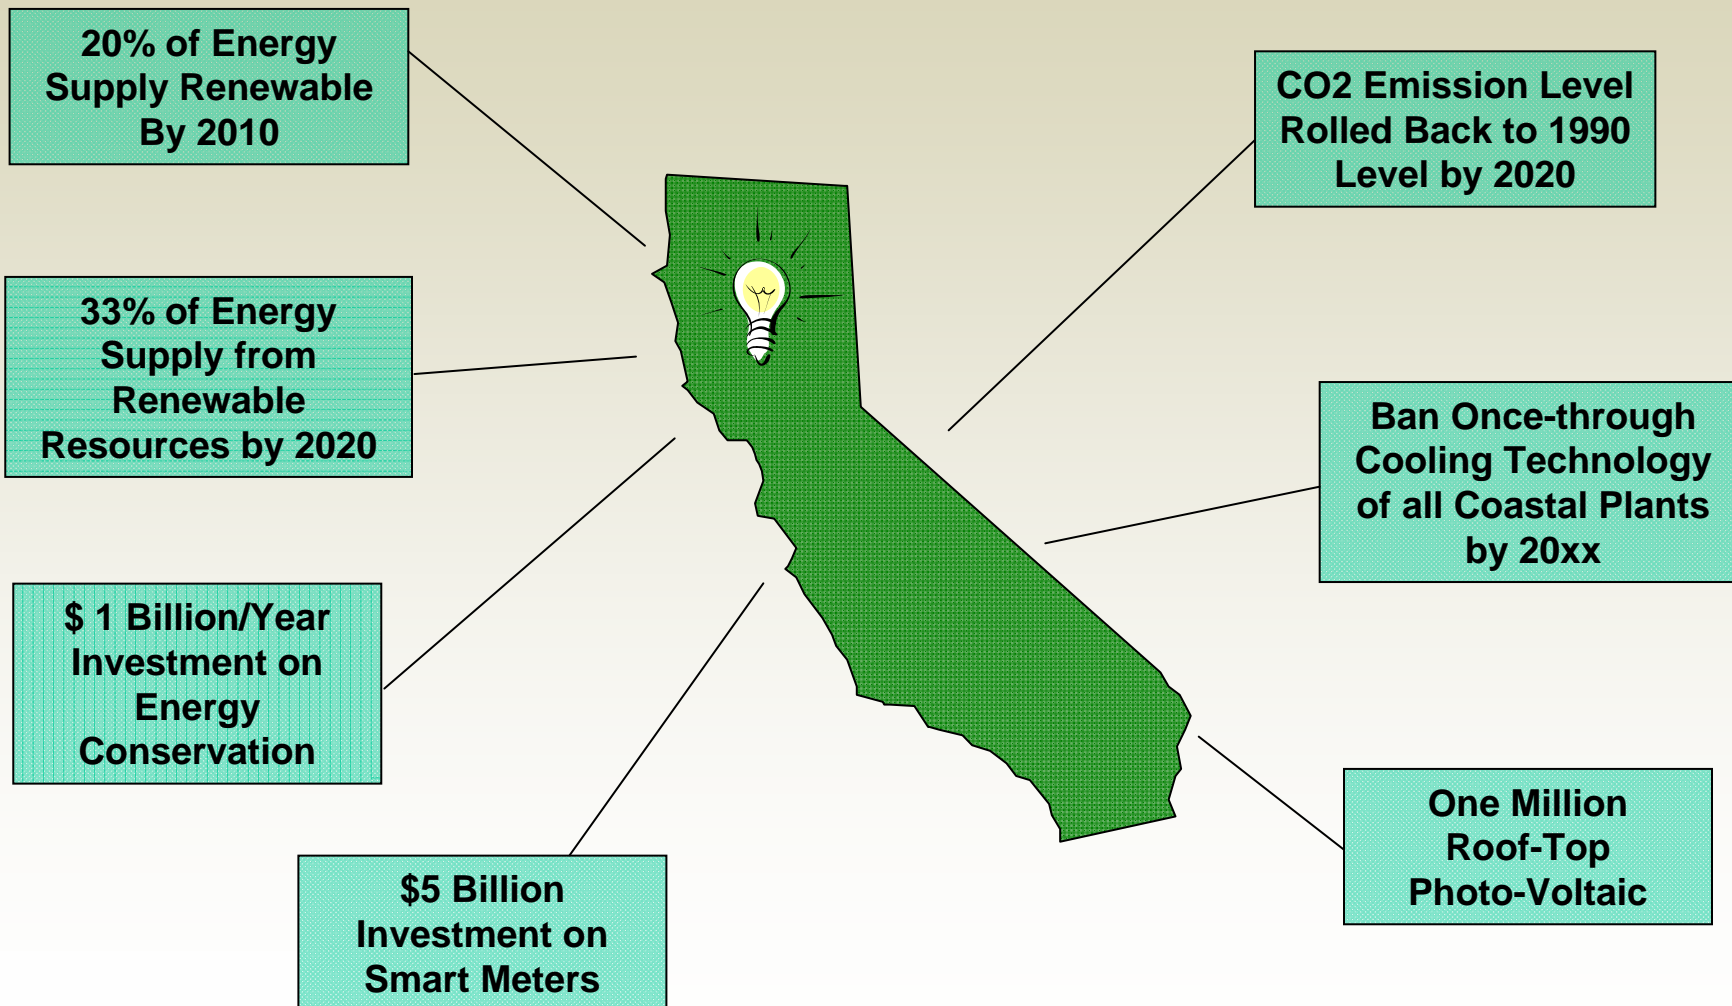 20% of Energy
Supply Renewable
By 2010
33% of Energy
Supply from
Renewable
Resources by 2020
$ 1 Billion/Year
Investment on
Energy
Conservation
$5 Billion
Investment on
Smart Meters
CO2 Emission Level
Rolled Back to 1990
Level by 2020
Ban Once-through
Cooling Technology
of all Coastal Plants
by 20xx
One Million
Roof-Top
Photo-Voltaic